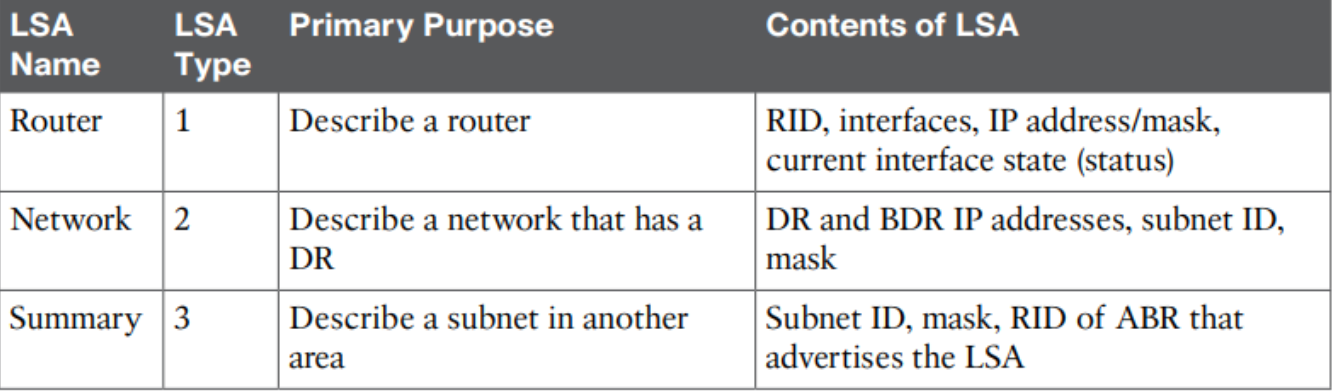 LSA Name | LSA Type | Primary Purpose | Contents of LSA
Router | 1 | Describe a router | RID, interfaces, IP address/mask, current interface state (status)
Network | 2 | Describe a network that has a DR | DR and BDR IP addresses, subnet ID, mask
Summary | 3 | Describe a subnet in another area | Subnet ID, mask, RID of ABR that advertises the LSA